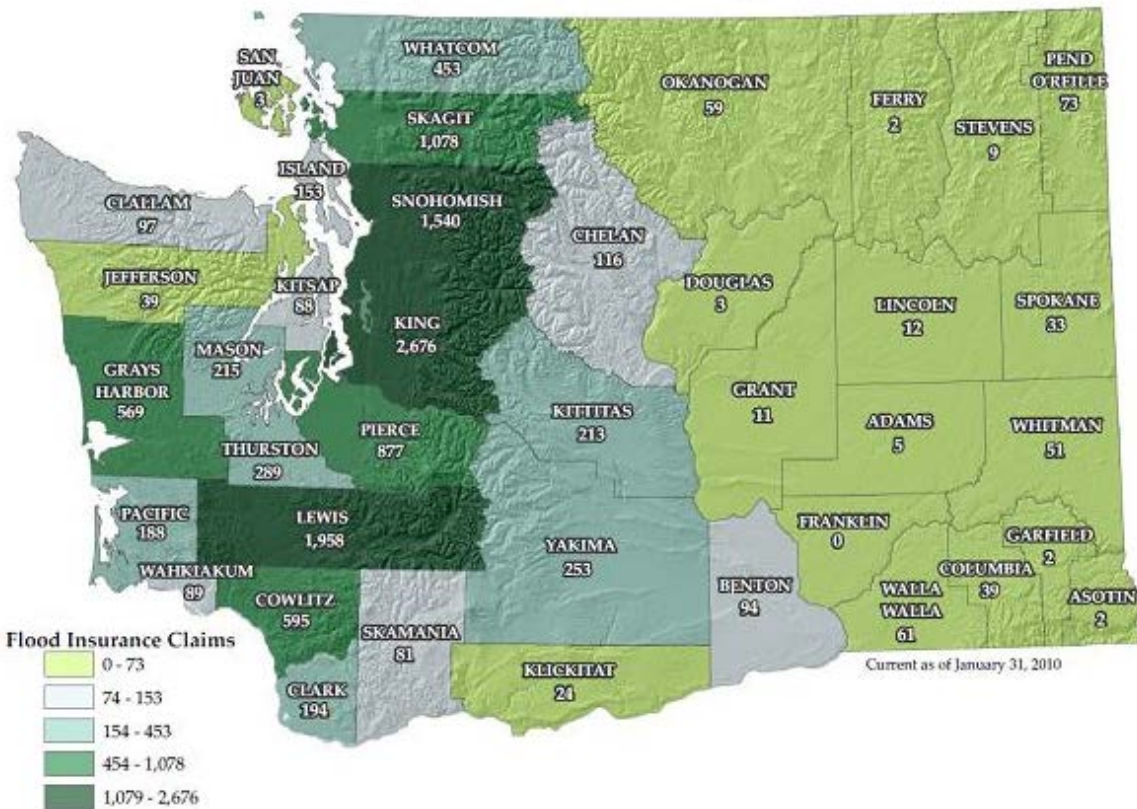 WHATCOM
453
SAN
JUAN
3
OKANOGAN
59
FERRY
2
STEVENS
9
PEND
O'REILLE
73
SKAGIT
1,078
ISLAND
153
SNOHOMISH
1,540
CLALLAM
97
CHELAN
116
JEFFERSON
39
KITSAP
88
DOUGLAS
3
LINCOLN
12
SPOKANE
33
KING
2,676
MASON
215
GRAYS
HARBOR
569
GRANT
11
KITTITAS
213
ADAMS
5
WHITMAN
51
PIERCE
877
THURSTON
289
PACIFIC
188
LEWIS
1,958
YAKIMA
253
FRANKLIN
0
GARFIELD
2
COLUMBIA
39
WAHKIAKUM
89
BENTON
94
WALLA
WALLA
61
ASOTIN
2
COWLITZ
595
SKAMANIA
81
KLICKITAT
24
CLARK
194
Current as of January 31, 2010
Flood Insurance Claims
0 - 73
74 - 153
154 - 453
454 - 1,078
1,079 - 2,676